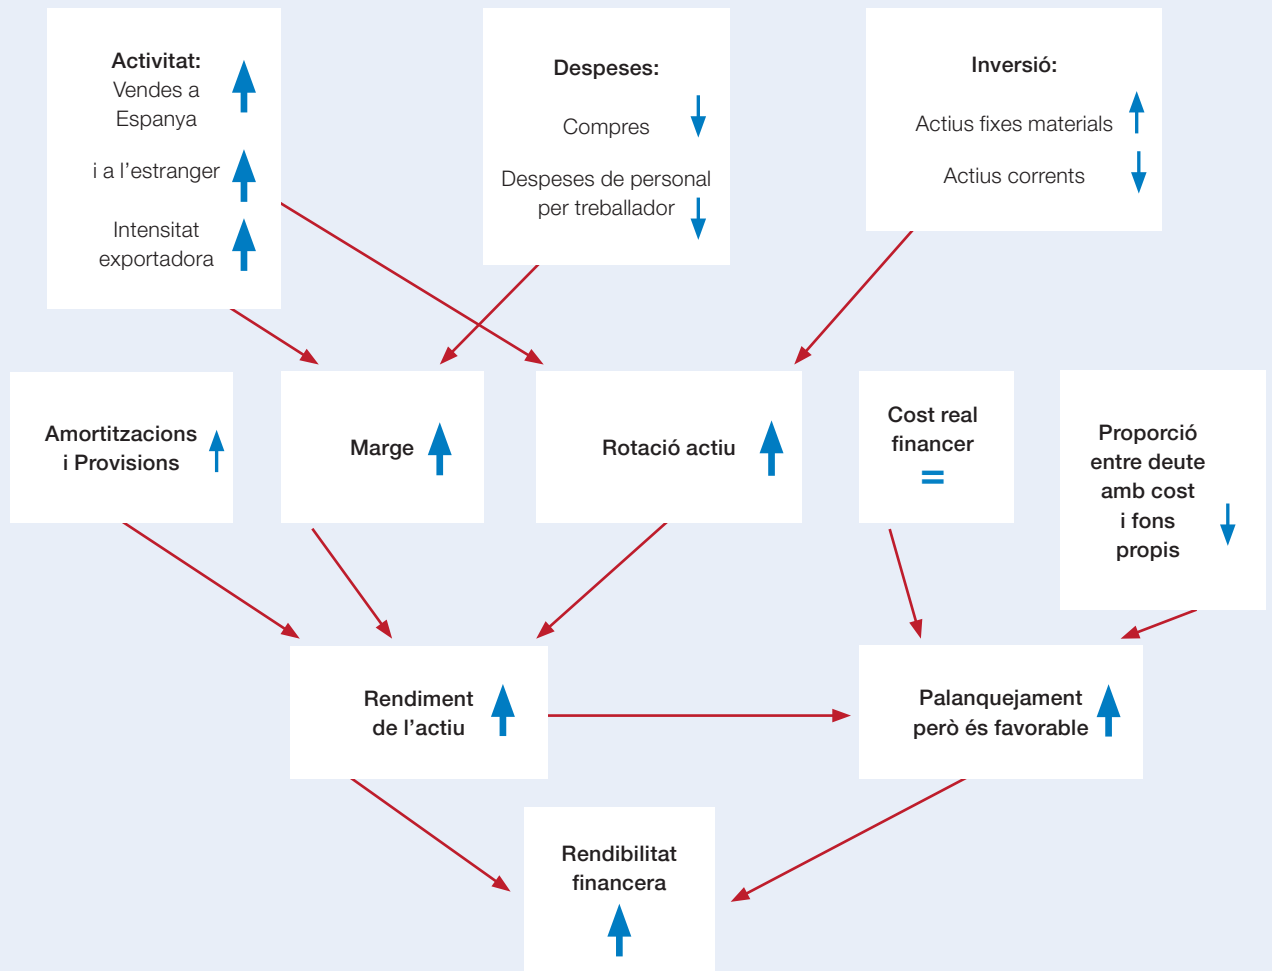 Activitat:
Vendes a
Espanya
i a l’estranger
Intensitat
exportadora
Despeses:
Compres
Despeses de personal
per treballador
Inversió:
Actius fixes materials
Actius corrents
Amortitzacions
i Provisions
Marge
Rotació actiu
Cost real
financer
=
Proporció
entre deute
amb cost
i fons
propis
Rendiment
de l’actiu
Palanquejament
però és favorable
Rendibilitat
financera